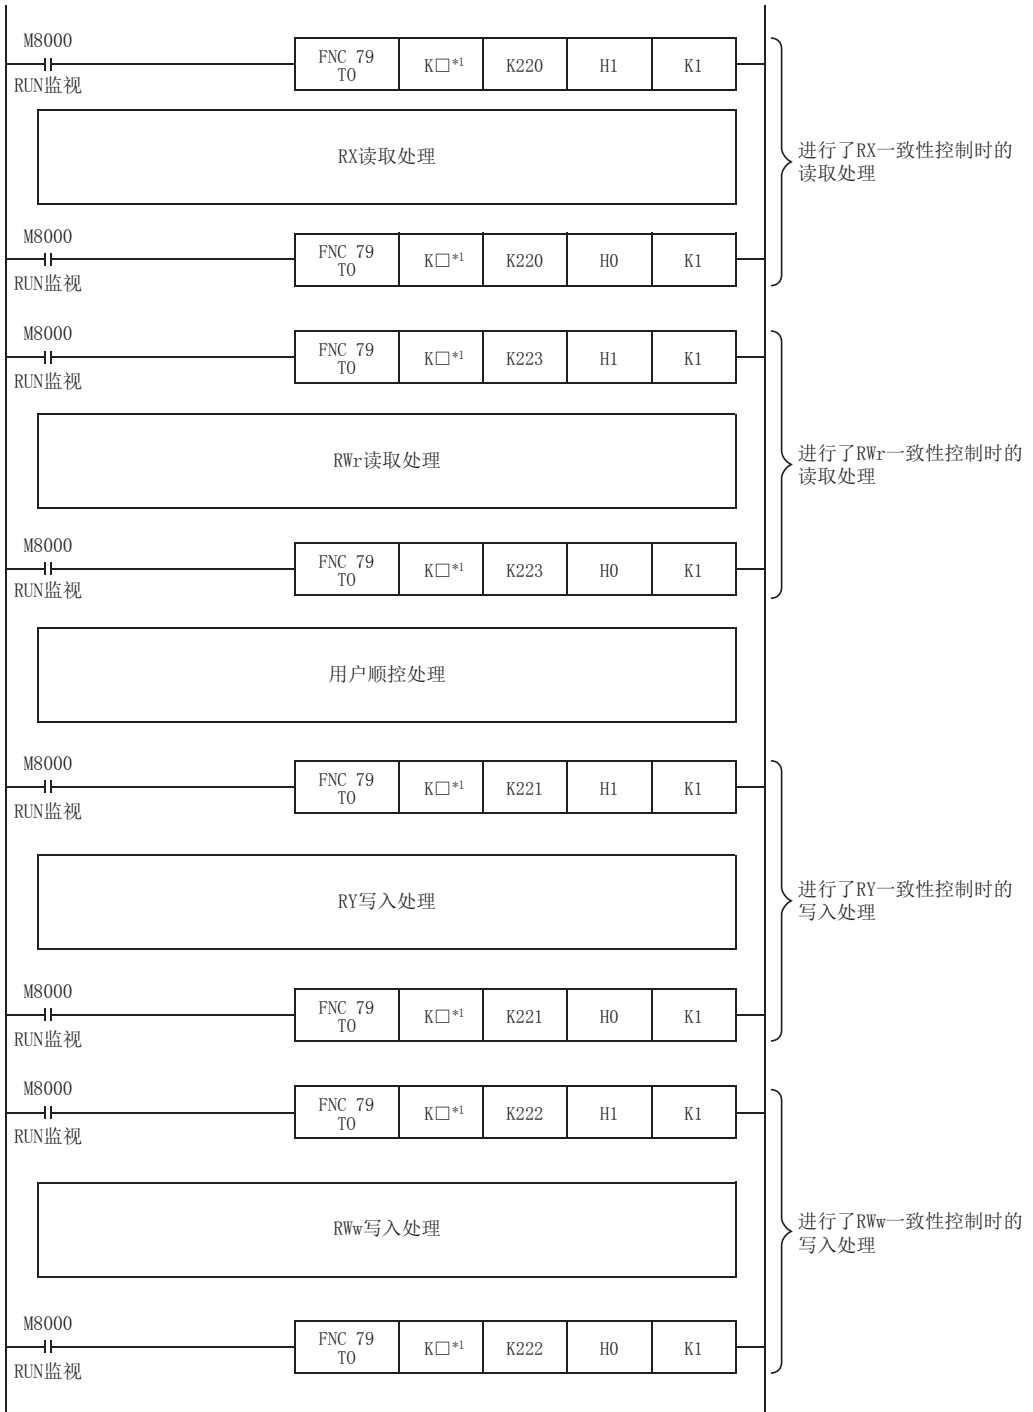 M8000
FNC 79
TO
K□*1
K220
H1
K1
RUN监视
RX读取处理
进行了RX一致性控制时的
读取处理
M8000
FNC 79
TO
K□*1
K220
H0
K1
RUN监视
M8000
FNC 79
TO
K□*1
K223
H1
K1
RUN监视
RWr读取处理
进行了RWr一致性控制时的
读取处理
M8000
FNC 79
TO
K□*1
K223
H0
K1
RUN监视
用户顺控处理
M8000
FNC 79
TO
K□*1
K221
H1
K1
RUN监视
RY写入处理
进行了RY一致性控制时的
写入处理
M8000
FNC 79
TO
K□*1
K221
H0
K1
RUN监视
M8000
FNC 79
TO
K□*1
K222
H1
K1
RUN监视
RWw写入处理
进行了RWw一致性控制时的
写入处理
M8000
FNC 79
TO
K□*1
K222
H0
K1
RUN监视